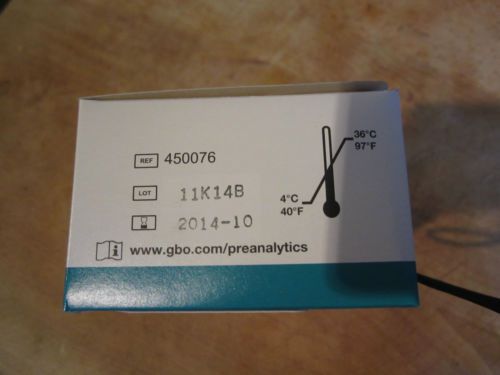 REF 450076
36°C
97°F
LOT 11K14B
4°C
40°F
2014-10
i www.gbo.com/preanalytics